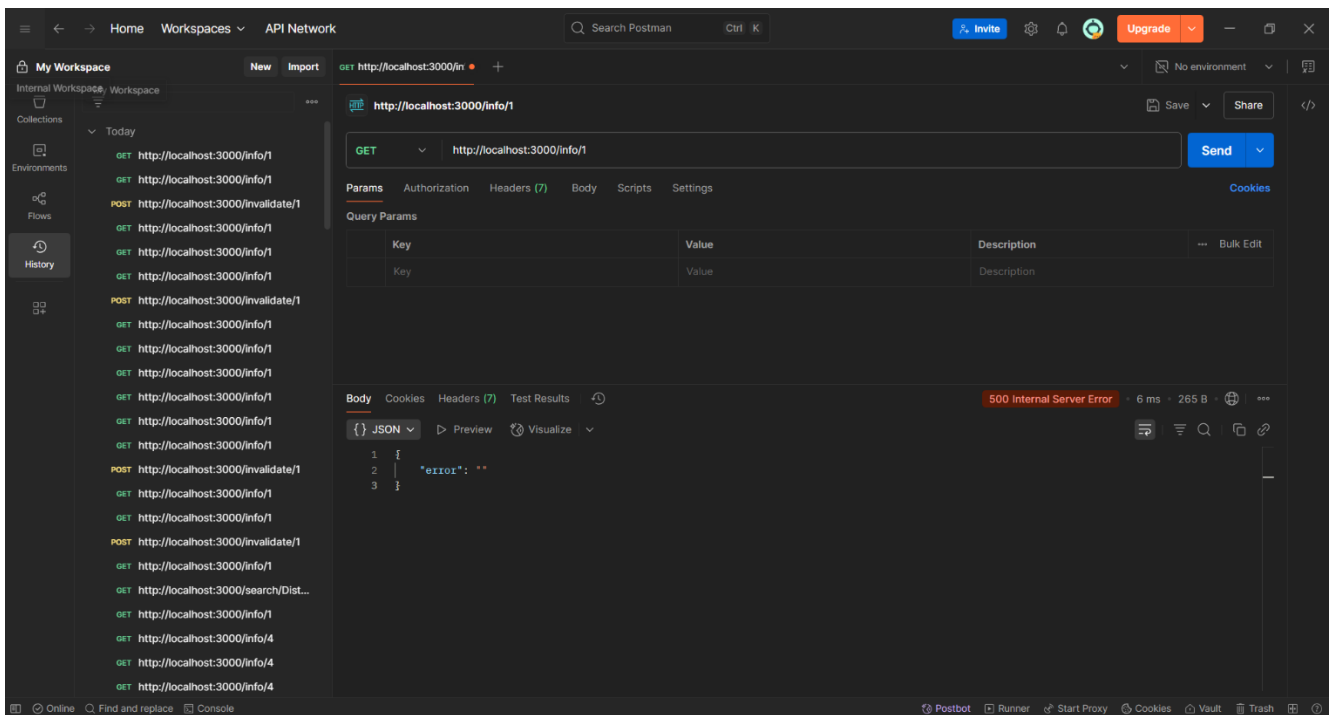 Home Workspaces API Network Search Postman Ctrl K Invite Upgrade
My Workspace New Import GET http://localhost:3000/in No environment
Internal Workspace Workspace
Collections
http://localhost:3000/info/1 Save Share
Today
GET http://localhost:3000/info/1
GET http://localhost:3000/info/1
POST http://localhost:3000/invalidate/1
GET http://localhost:3000/info/1
GET http://localhost:3000/info/1
GET http://localhost:3000/info/1
POST http://localhost:3000/invalidate/1
GET http://localhost:3000/info/1
GET http://localhost:3000/info/1
GET http://localhost:3000/info/1
GET http://localhost:3000/info/1
GET http://localhost:3000/info/1
GET http://localhost:3000/info/1
POST http://localhost:3000/invalidate/1
GET http://localhost:3000/info/1
GET http://localhost:3000/info/1
POST http://localhost:3000/invalidate/1
GET http://localhost:3000/info/1
GET http://localhost:3000/search/Dist...
GET http://localhost:3000/info/1
GET http://localhost:3000/info/4
GET http://localhost:3000/info/4
GET http://localhost:3000/info/4
Environments
Flows
History
GET http://localhost:3000/info/1 Send
Params Authorization Headers (7) Body Scripts Settings Cookies
Query Params
Key Value Description Bulk Edit
Key Value Description
Body Cookies Headers (7) Test Results 500 Internal Server Error 6 ms 265 B
{} JSON Preview Visualize
1 {
2 "error": ""
3 }
Online Find and replace Console Postbot Runner Start Proxy Cookies Vault Trash